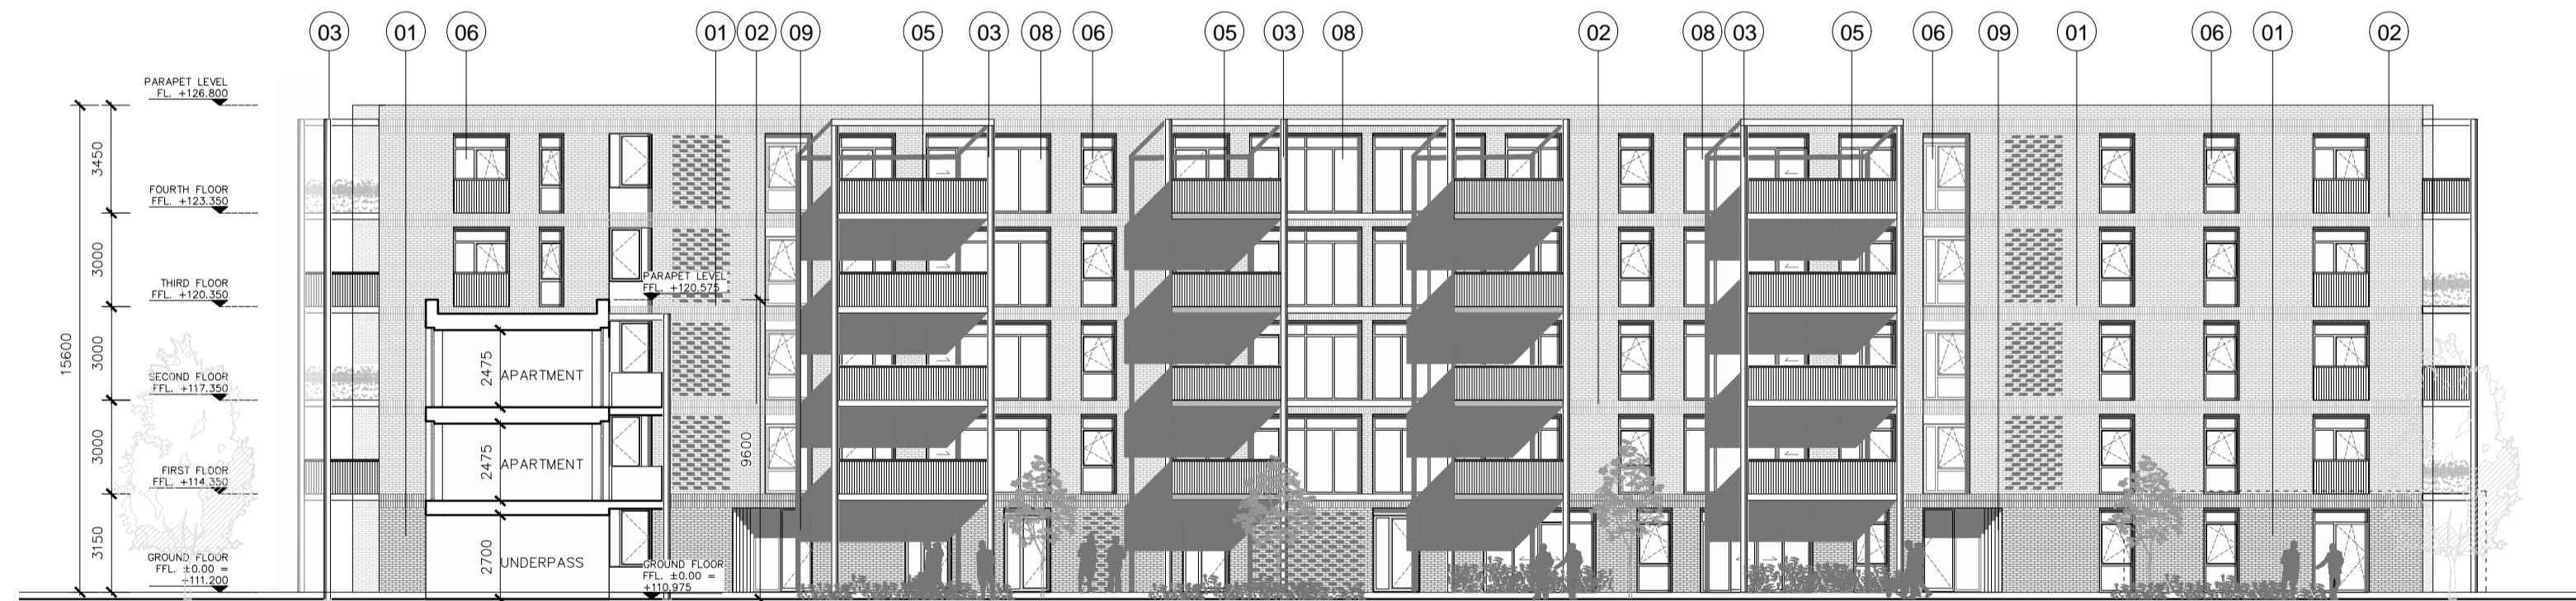 03 01 06 01 02 09 05 03 08 06 05 03 08 02 08 03 05 06 09 01 06 01 02
PARAPET LEVEL
FL. +126.800
3450
FOURTH FLOOR
FFL. +123.350
3000
THIRD FLOOR
FFL. +120.350
PARAPET LEVEL
FFL. +120.575
15600
3000
2475
APARTMENT
SECOND FLOOR
FFL. +117.350
3000
2475
APARTMENT
9600
FIRST FLOOR
FFL. +114.350
3150
2700
UNDERPASS
GROUND FLOOR
FFL. ±0.00 =
+111.200
GROUND FLOOR
FFL. ±0.00 =
+110.975